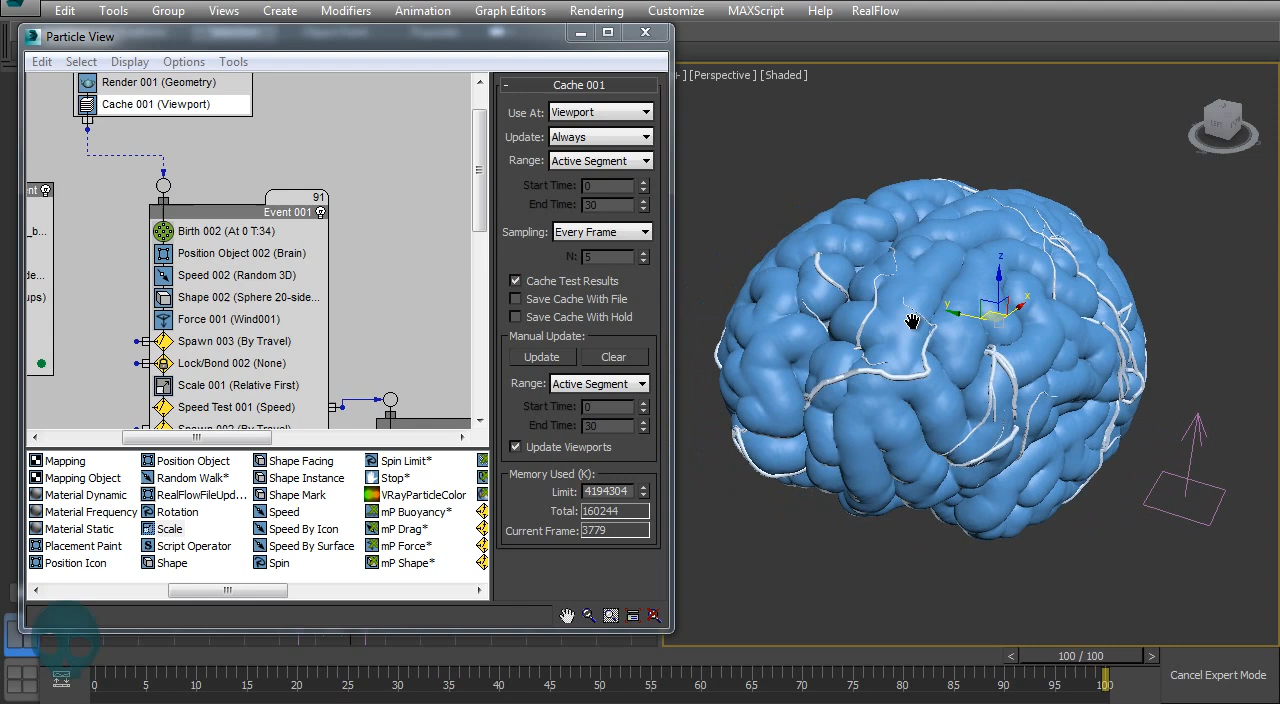 Edit Tools Group Views Create Modifiers Animation Graph Editors Rendering Customize MAXScript Help RealFlow
Particle View
Edit Select Display Options Tools
Render 001 (Geometry)
Cache 001 (Viewport)
91
Event 001
Birth 002 (At 0 T:34)
Position Object 002 (Brain)
Speed 002 (Random 3D)
Shape 002 (Sphere 20-side...
Force 001 (Wind001)
Spawn 003 (By Travel)
Lock/Bond 002 (None)
Scale 001 (Relative First)
Speed Test 001 (Speed)
Spawn 002 (By Travel)
nt
_b...
de...
ups)
- Cache 001
Use At: Viewport
Update: Always
Range: Active Segment
Start Time: 0
End Time: 30
Sampling: Every Frame
N: 5
Cache Test Results
Save Cache With File
Save Cache With Hold
Manual Update:
Update Clear
Range: Active Segment
Start Time: 0
End Time: 30
Update Viewports
Memory Used (K):
Limit: 4194304
Total: 160244
Current Frame: 3779
Mapping Position Object Shape Facing Spin Limit*
Mapping Object Random Walk* Shape Instance Stop*
Material Dynamic RealFlowFileUpd... Shape Mark VRayParticleColor
Material Frequency Rotation Speed mP Buoyancy*
Material Static Scale Speed By Icon mP Drag*
Placement Paint Script Operator Speed By Surface mP Force*
Position Icon Shape Spin mP Shape*
] [Perspective ] [Shaded ]
z
y
x
< 100 / 100 >
0 5 10 15 20 25 30 35 40 45 50 55 60 65 70 75 80 85 90 95 100
Cancel Expert Mode